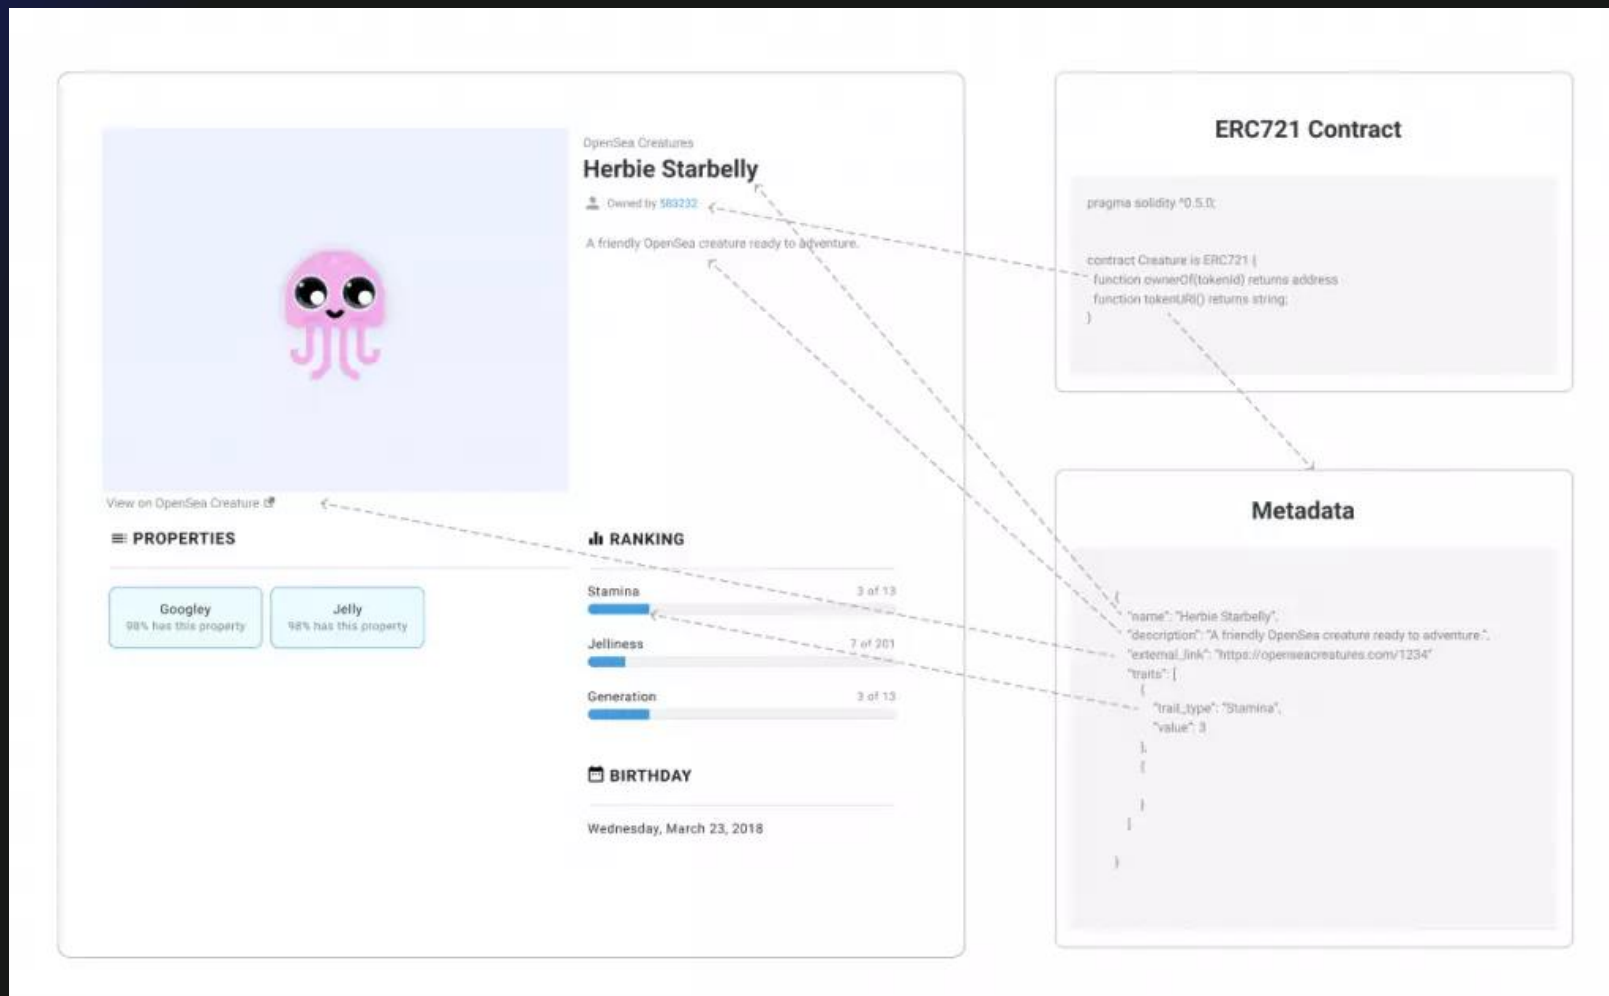 OpenSea Creatures
Herbie Starbelly
Owned by 583232
A friendly OpenSea creature ready to adventure.
View on OpenSea Creature
PROPERTIES
Googley
98% has this property
Jelly
98% has this property
RANKING
Stamina
3 of 13
Jelliness
7 of 201
Generation
3 of 13
BIRTHDAY
Wednesday, March 23, 2018
ERC721 Contract
pragma solidity ^0.5.0;
contract Creature is ERC721 {
function ownerOf(tokenId) returns address
function tokenURI() returns string;
}
Metadata
{
"name": "Herbie Starbelly",
"description": "A friendly OpenSea creature ready to adventure.",
"external_link": "https://openseacreatures.com/1234"
"traits": [
{
"trail_type": "Stamina",
"value": 3
},
{
}
]
}